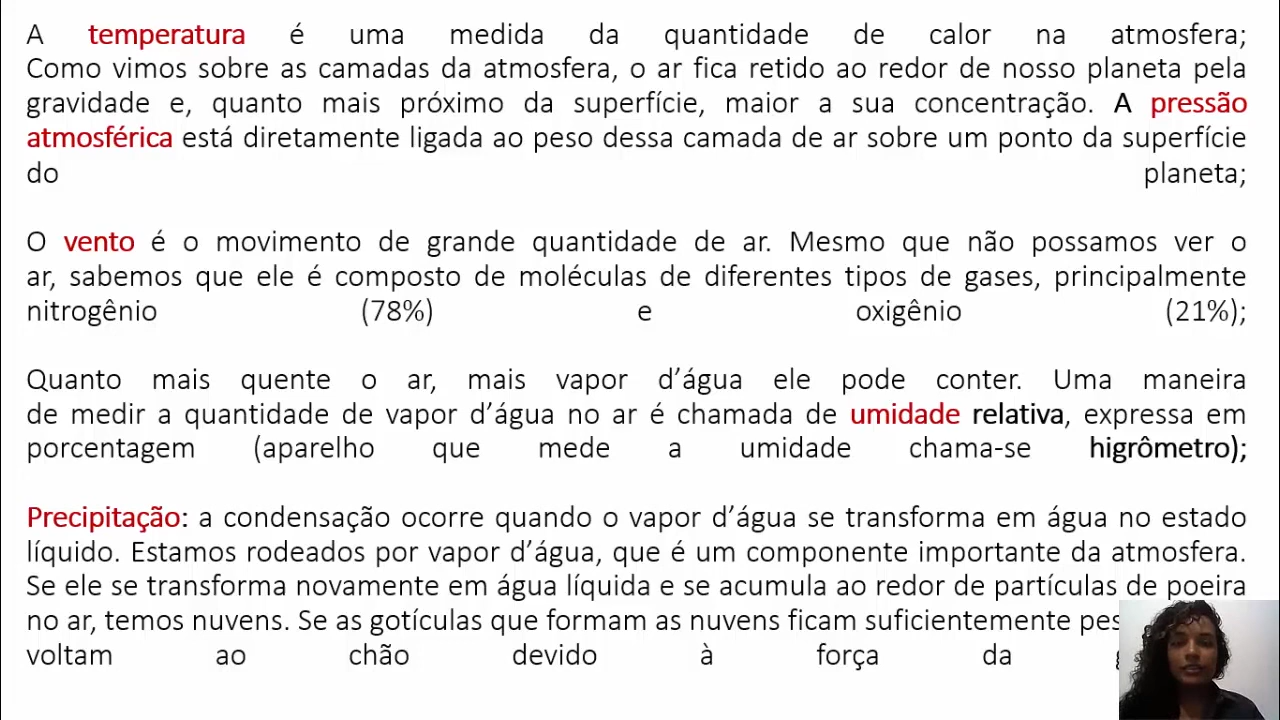 A temperatura é uma medida da quantidade de calor na atmosfera;
Como vimos sobre as camadas da atmosfera, o ar fica retido ao redor de nosso planeta pela
gravidade e, quanto mais próximo da superfície, maior a sua concentração. A pressão
atmosférica está diretamente ligada ao peso dessa camada de ar sobre um ponto da superfície
do planeta;
O vento é o movimento de grande quantidade de ar. Mesmo que não possamos ver o
ar, sabemos que ele é composto de moléculas de diferentes tipos de gases, principalmente
nitrogênio (78%) e oxigênio (21%);
Quanto mais quente o ar, mais vapor d’água ele pode conter. Uma maneira
de medir a quantidade de vapor d’água no ar é chamada de umidade relativa, expressa em
porcentagem (aparelho que mede a umidade chama-se higrômetro);
Precipitação: a condensação ocorre quando o vapor d’água se transforma em água no estado
líquido. Estamos rodeados por vapor d’água, que é um componente importante da atmosfera.
Se ele se transforma novamente em água líquida e se acumula ao redor de partículas de poeira
no ar, temos nuvens. Se as gotículas que formam as nuvens ficam suficientemente
voltam ao chão devido à força da